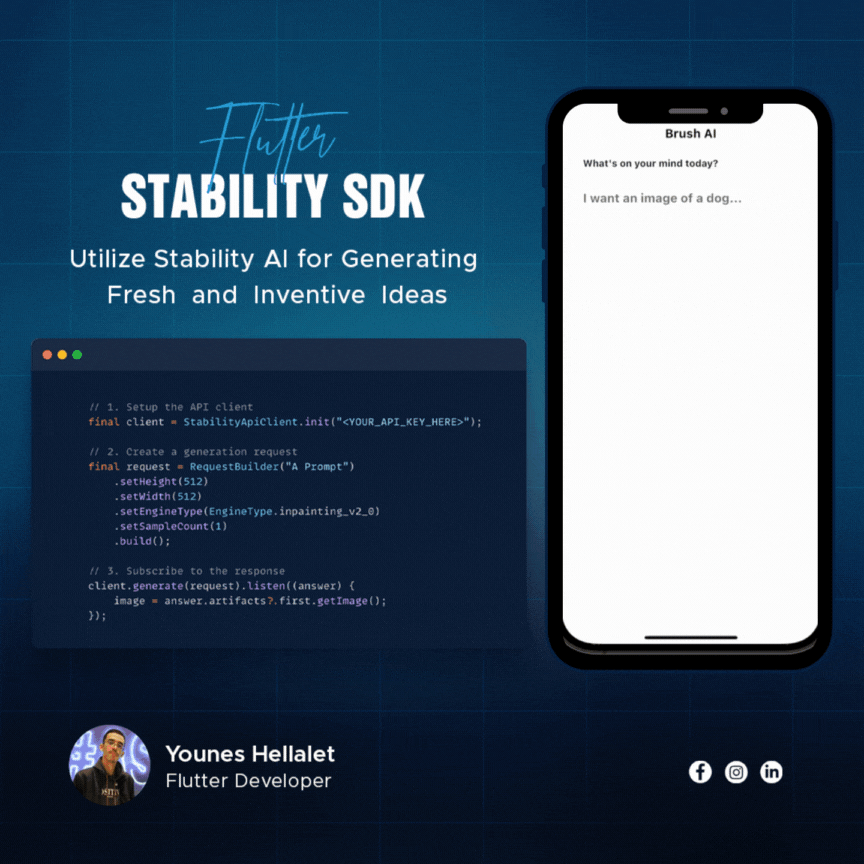 Flutter
STABILITY SDK
Utilize Stability AI for Generating
Fresh and Inventive Ideas
// 1. Setup the API client
final client = StabilityApiClient.init("<YOUR_API_KEY_HERE>");
// 2. Create a generation request
final request = RequestBuilder("A Prompt")
.setHeight(512)
.setWidth(512)
.setEngineType(EngineType.inpainting_v2_0)
.setSampleCount(1)
.build();
// 3. Subscribe to the response
client.generate(request).listen((answer) {
image = answer.artifacts?.first.getImage();
});
Brush AI
What's on your mind today?
I want an image of a dog...
Younes Hellalet
Flutter Developer